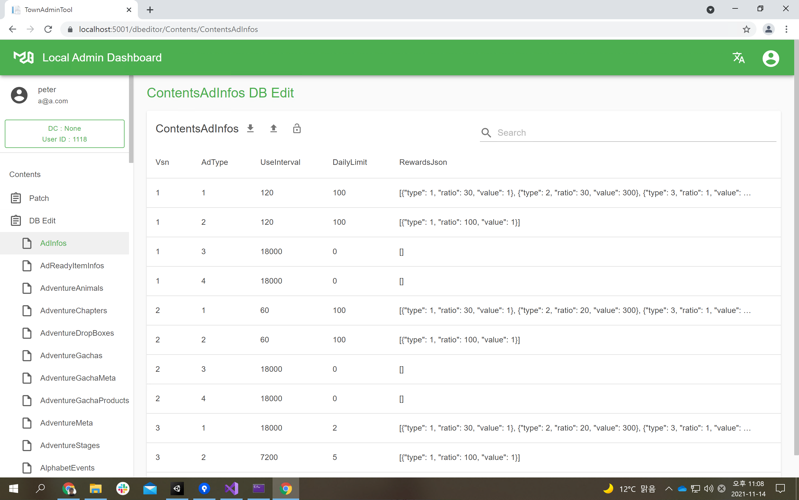 TownAdminTool
localhost:5001/dbeditor/Contents/ContentsAdInfos
Local Admin Dashboard
peter
a@a.com
DC : None
User ID : 1118
Contents
Patch
DB Edit
AdInfos
AdReadyItemInfos
AdventureAnimals
AdventureChapters
AdventureDropBoxes
AdventureGachas
AdventureGachaMeta
AdventureGachaProducts
AdventureMeta
AdventureStages
AlphabetEvents
ContentsAdInfos DB Edit
ContentsAdInfos Search
Vsn AdType UseInterval DailyLimit RewardsJson
1 1 120 100 [{"type": 1, "ratio": 30, "value": 1}, {"type": 2, "ratio": 30, "value": 300}, {"type": 3, "ratio": 1, "value": ...
1 2 120 100 [{"type": 1, "ratio": 100, "value": 1}]
1 3 18000 0 []
1 4 18000 0 []
2 1 60 100 [{"type": 1, "ratio": 30, "value": 1}, {"type": 2, "ratio": 20, "value": 300}, {"type": 3, "ratio": 1, "value": ...
2 2 60 100 [{"type": 1, "ratio": 100, "value": 1}]
2 3 18000 0 []
2 4 18000 0 []
3 1 18000 2 [{"type": 1, "ratio": 30, "value": 1}, {"type": 2, "ratio": 20, "value": 300}, {"type": 3, "ratio": 1, "value": ...
3 2 7200 5 [{"type": 1, "ratio": 100, "value": 1}]
12°C 맑음
오후 11:08
2021-11-14